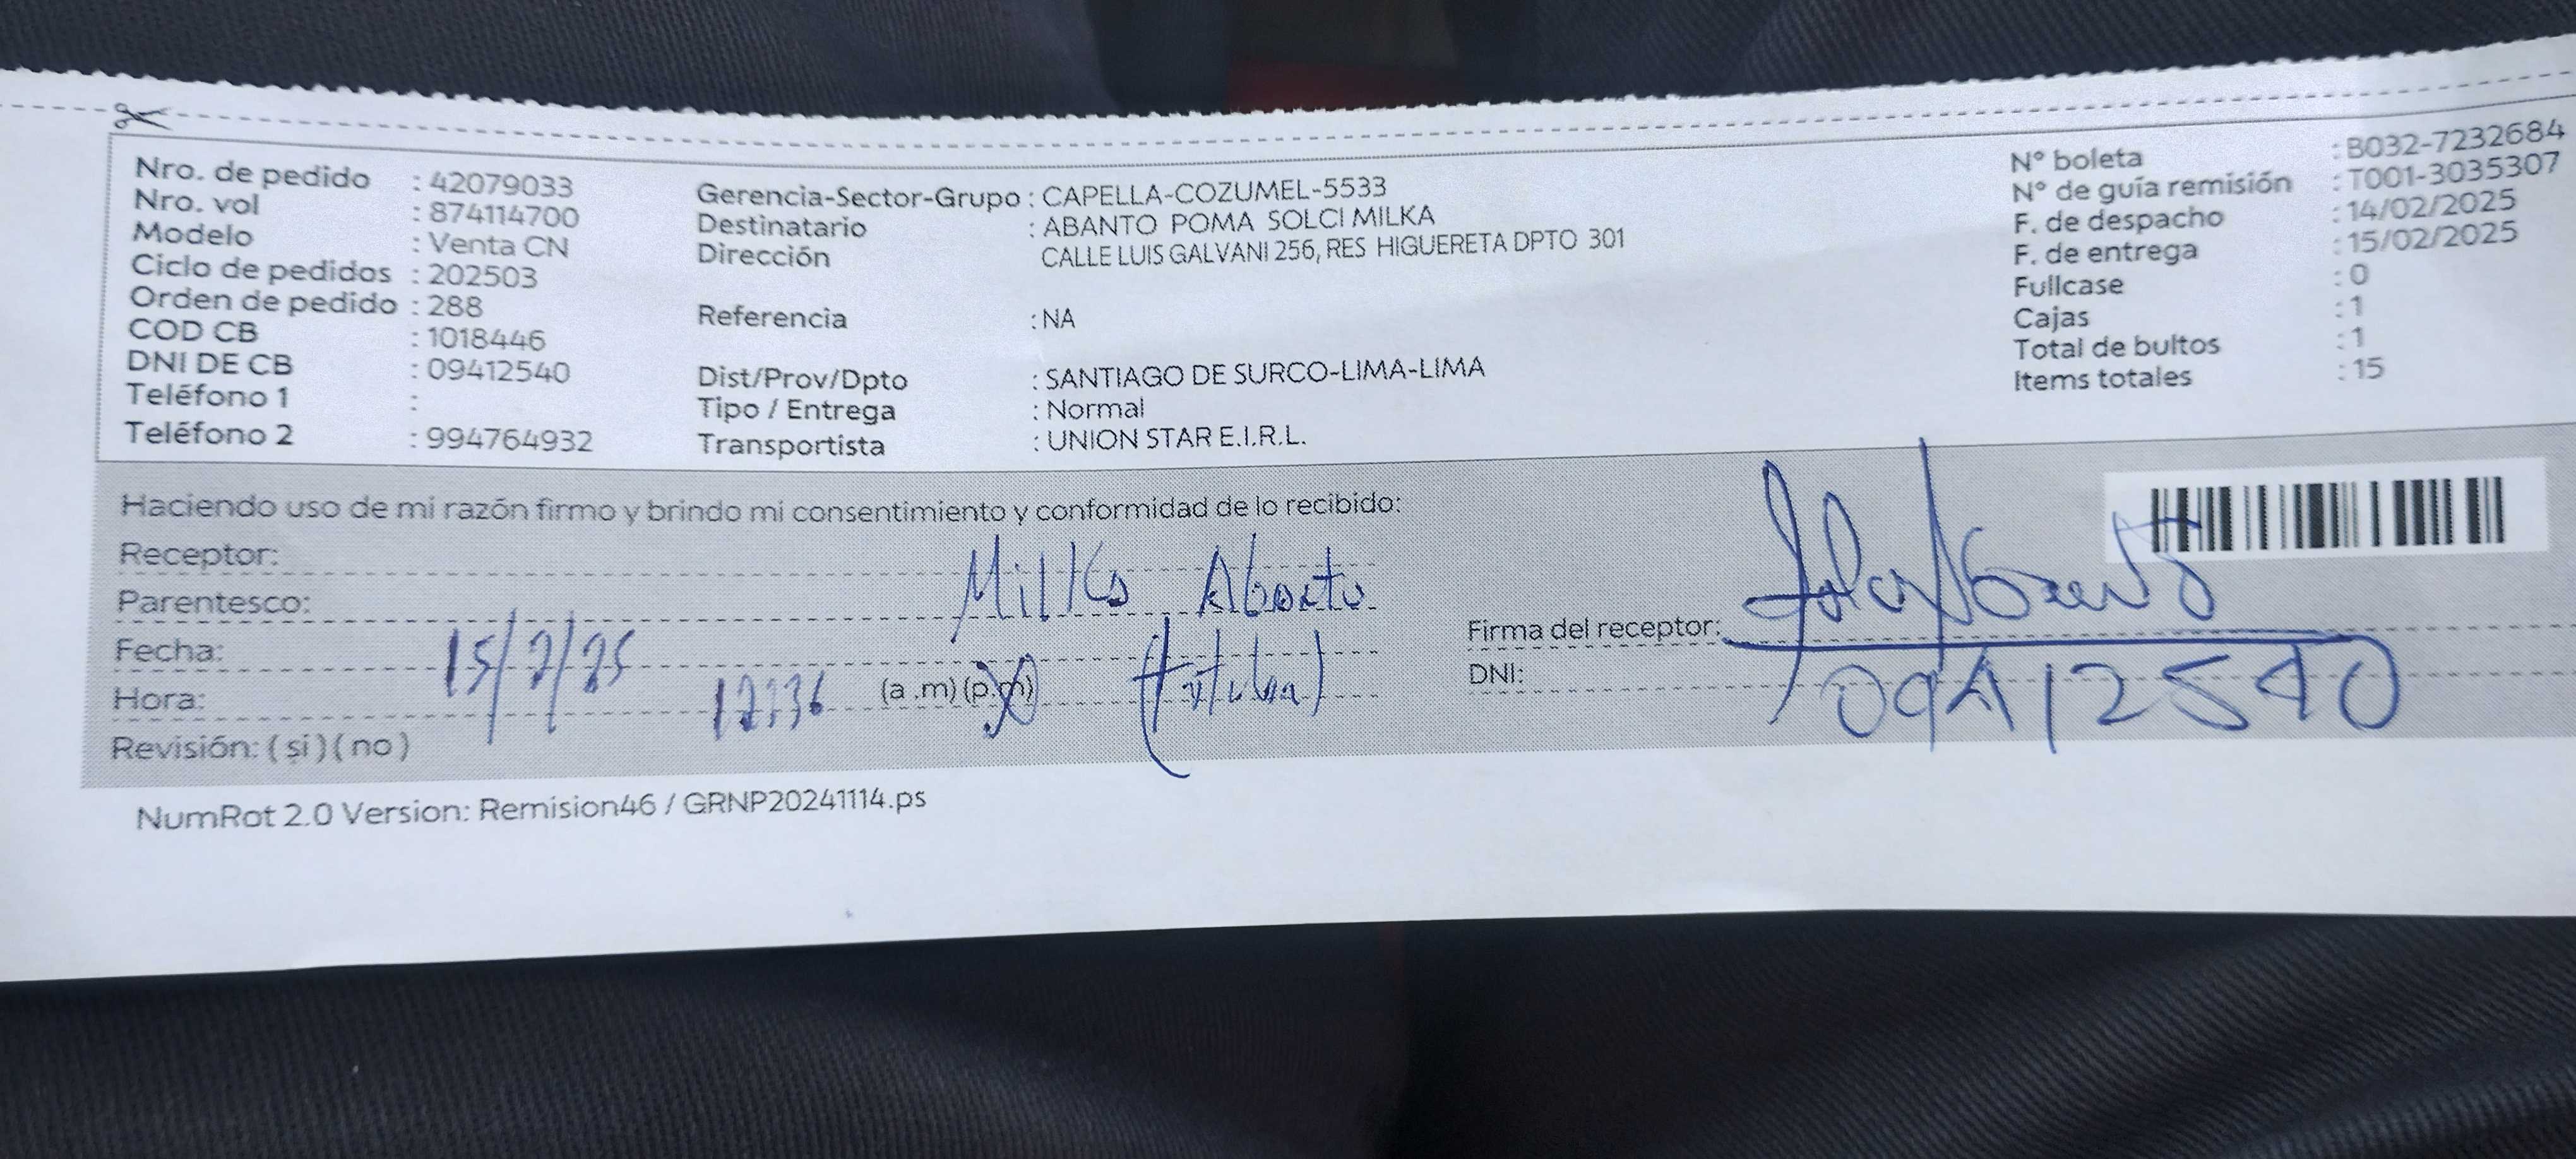 Nro. de pedido : 42079033
Nro. vol : 874114700
Modelo : Venta CN
Ciclo de pedidos : 202503
Orden de pedido : 288
COD CB : 1018446
DNI DE CB : 09412540
Teléfono 1 :
Teléfono 2 : 994764932
Gerencia-Sector-Grupo : CAPELLA-COZUMEL-5533
Destinatario : ABANTO POMA SOLCI MILKA
Dirección CALLE LUIS GALVANI 256, RES HIGUERETA DPTO 301
Referencia : NA
Dist/Prov/Dpto : SANTIAGO DE SURCO-LIMA-LIMA
Tipo / Entrega : Normal
Transportista : UNION STAR E.I.R.L.
N° boleta : B032-7232684
N° de guía remisión : T001-3035307
F. de despacho : 14/02/2025
F. de entrega : 15/02/2025
Fullcase : 0
Cajas : 1
Total de bultos : 1
Items totales : 15
Haciendo uso de mi razón firmo y brindo mi consentimiento y conformidad de lo recibido:
Receptor: Milka Abanto
Parentesco: (titular)
Fecha: 15/2/25
Hora: 12:36 (a .m) (p.m)
Revisión: ( si ) ( no )
Firma del receptor:
DNI: 09412540
NumRot 2.0 Version: Remision46 / GRNP20241114.ps